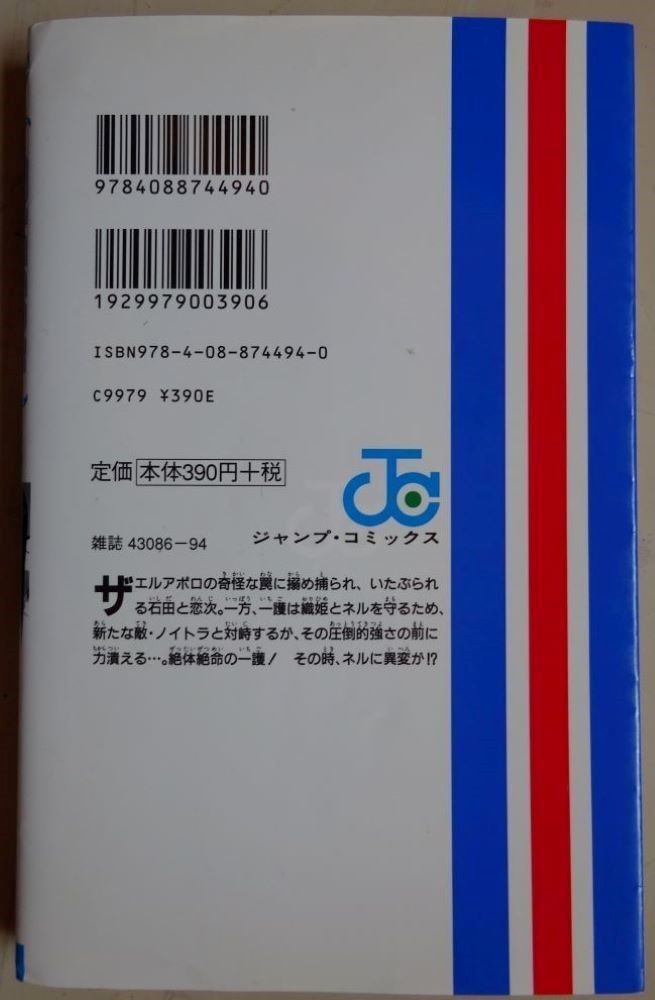 9784088744940
1929979003906
ISBN978-4-08-874494-0
C9979 ¥390E
定価 本体390円+税
JC
雑誌 43086-94
ジャンプ・コミックス
ザエルアポロの奇怪な罠に搦め捕られ、いたぶられ
る石田と恋次。一方、一護は織姫とネルを守るため、
新たな敵・ノイトラと対峙するが、その圧倒的強さの前に
力潰える…。絶体絶命の一護! その時、ネルに異変が!?